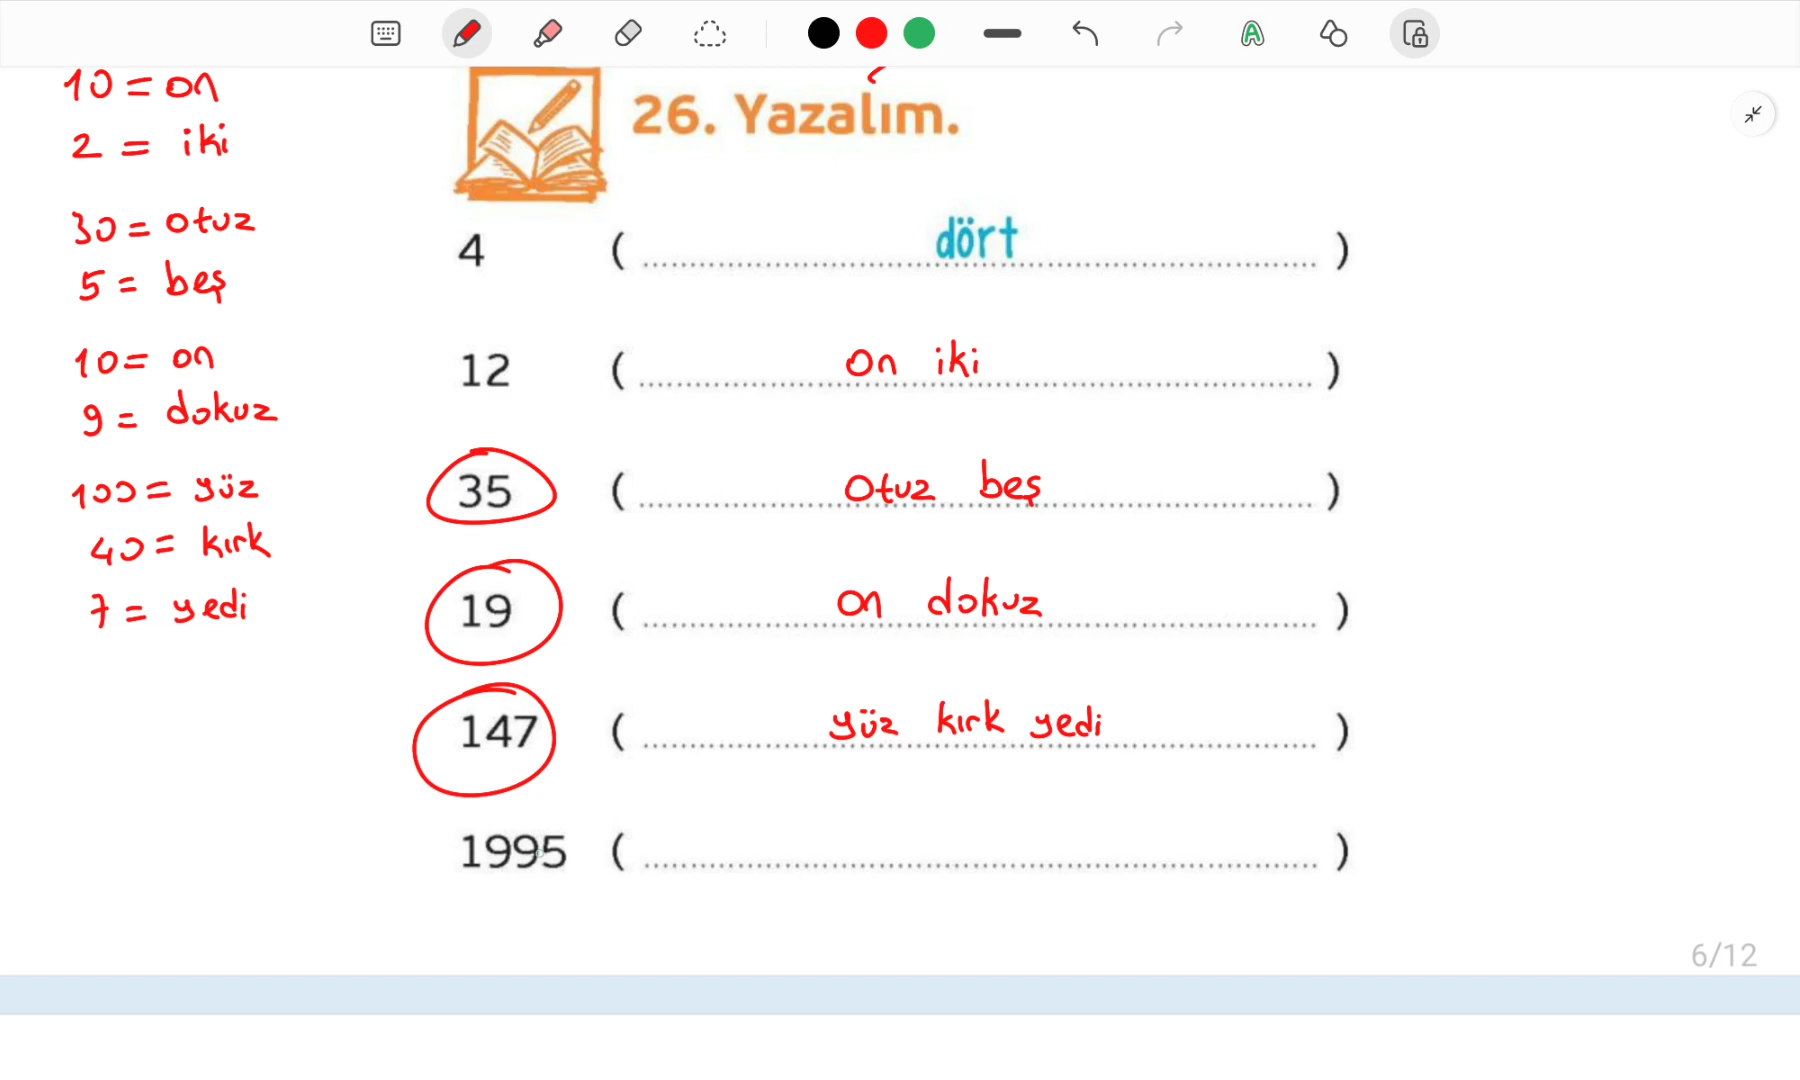 10 = on
2 = iki
30 = otuz
5 = beş
10 = on
9 = dokuz
100 = yüz
40 = kırk
7 = yedi
26. Yazalım.
4 (.....dört.....)
12 (.....on iki.....)
35 (.....otuz beş.....)
19 (.....on dokuz.....)
147 (.....yüz kırk yedi.....)
1995 (..........)
6/12